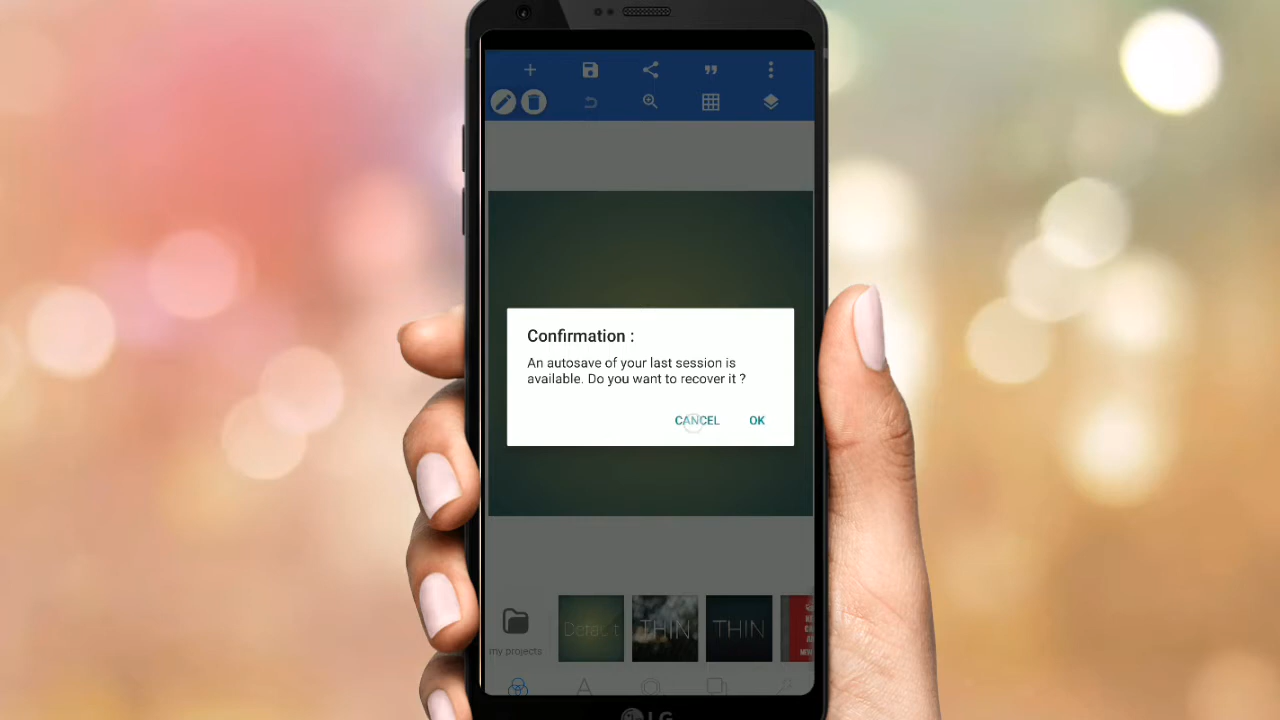 Confirmation :
An autosave of your last session is
available. Do you want to recover it ?
CANCEL OK
Default THIN THIN
my projects
LG